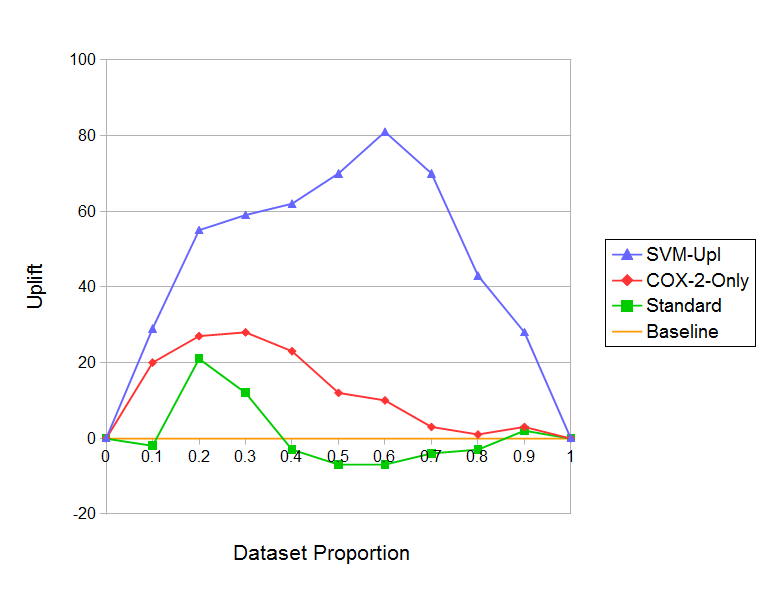 100
80
60
40
20
0
-20
0 0.1 0.2 0.3 0.4 0.5 0.6 0.7 0.8 0.9 1
Uplift
Dataset Proportion
SVM-Upl
COX-2-Only
Standard
Baseline